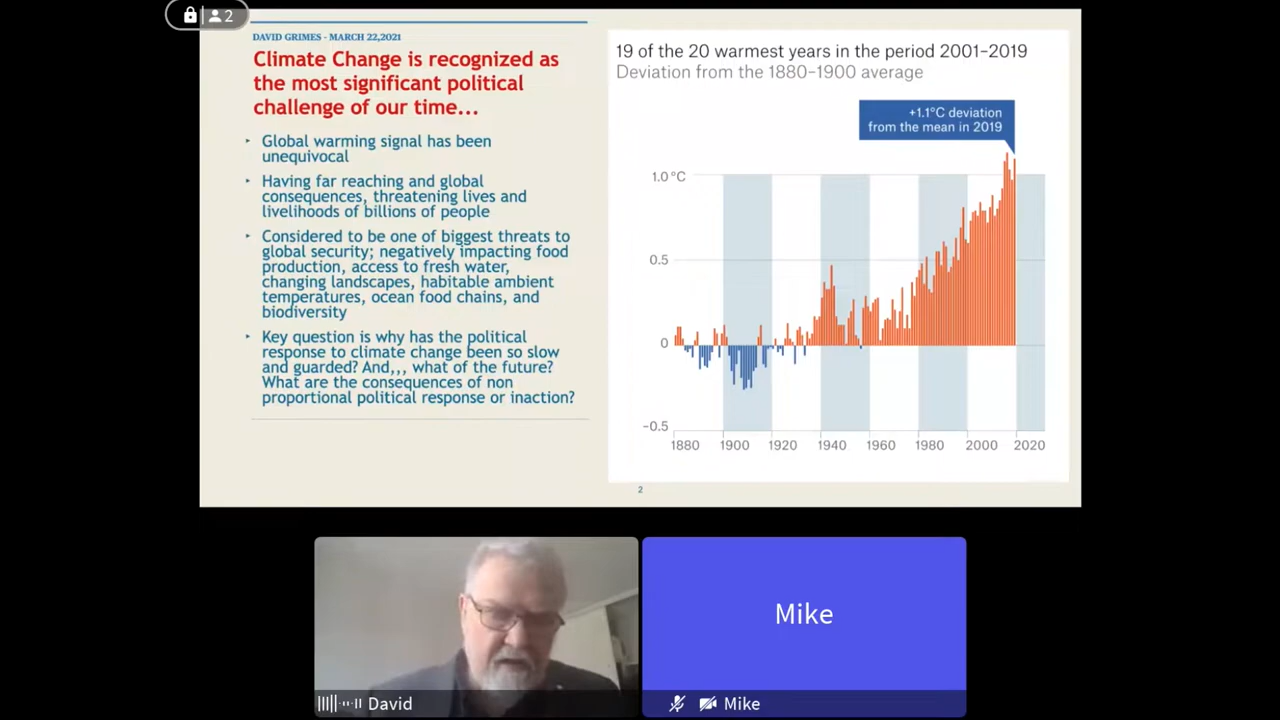 2
DAVID GRIMES - MARCH 22,2021
Climate Change is recognized as
the most significant political
challenge of our time...
Global warming signal has been
unequivocal
Having far reaching and global
consequences, threatening lives and
livelihoods of billions of people
Considered to be one of biggest threats to
global security; negatively impacting food
production, access to fresh water,
changing landscapes, habitable ambient
temperatures, ocean food chains, and
biodiversity
Key question is why has the political
response to climate change been so slow
and guarded? And,,, what of the future?
What are the consequences of non
proportional political response or inaction?
19 of the 20 warmest years in the period 2001–2019
Deviation from the 1880–1900 average
+1.1°C deviation
from the mean in 2019
1.0 °C
0.5
0
−0.5
1880 1900 1920 1940 1960 1980 2000 2020
2
Mike
David
Mike